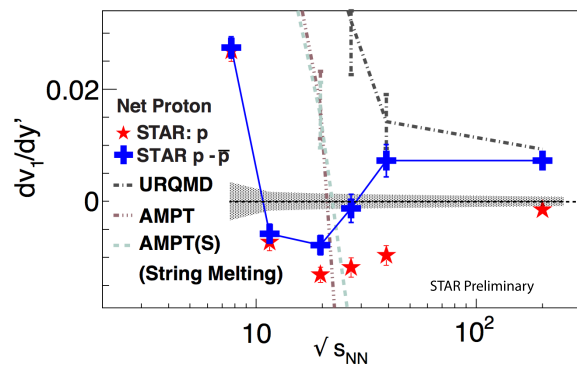 0.02
0
dv₁/dy'
Net Proton
STAR: p
STAR p - p̅
URQMD
AMPT
AMPT(S)
(String Melting)
STAR Preliminary
10
10²
√ s_NN